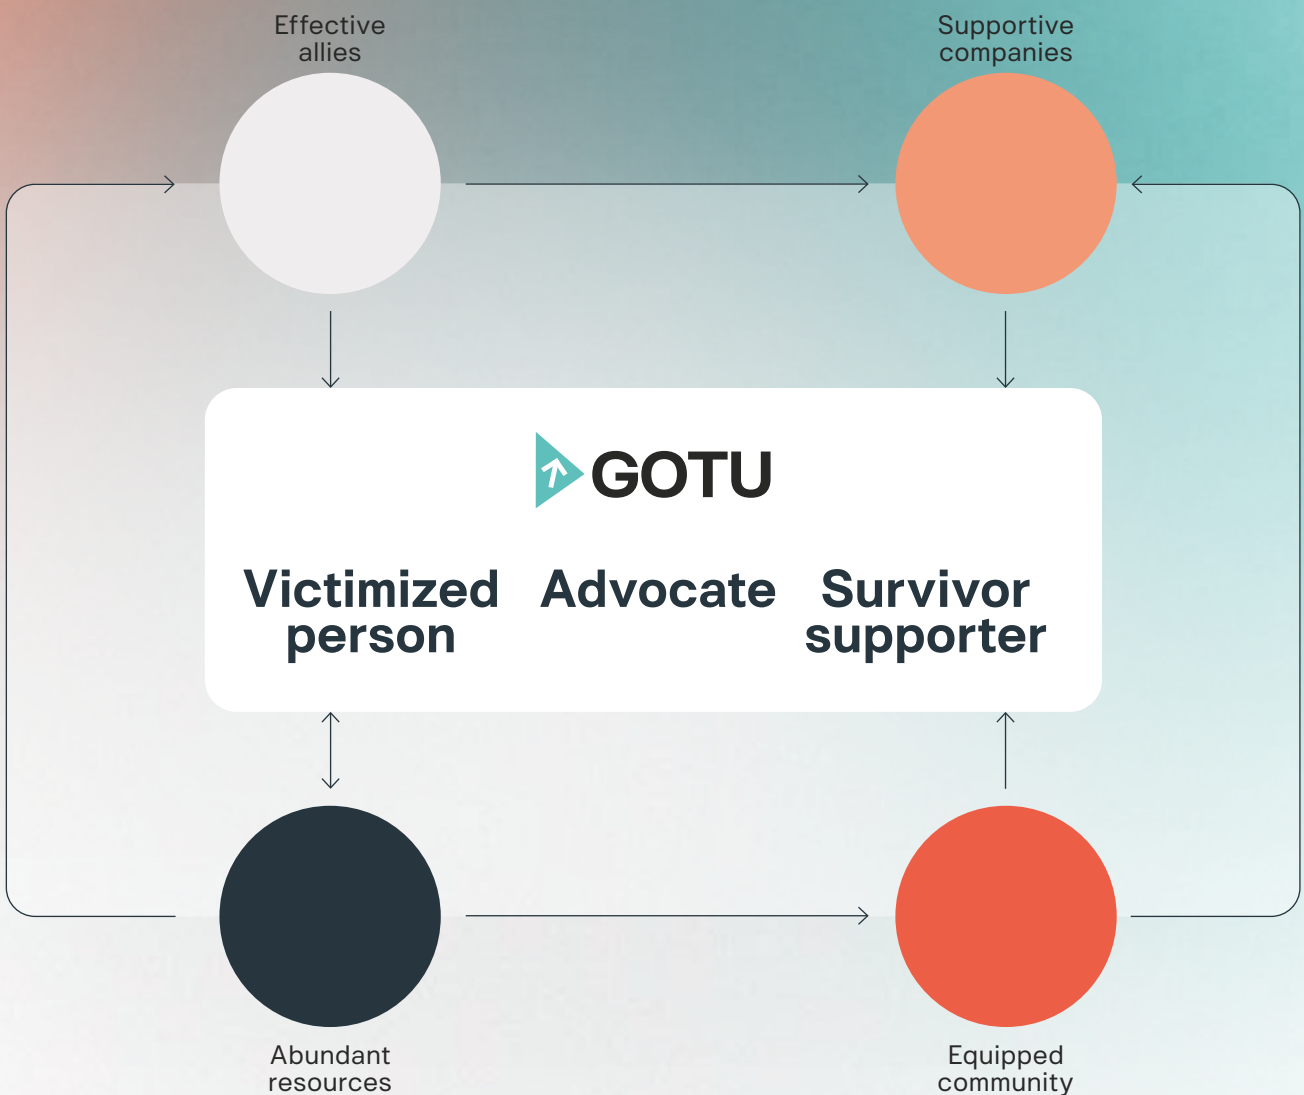 Effective
allies
Supportive
companies
GOTU
Victimized
person
Advocate
Survivor
supporter
Abundant
resources
Equipped
community